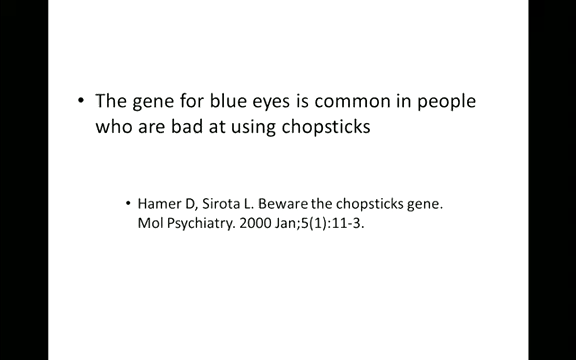 • The gene for blue eyes is common in people
who are bad at using chopsticks
• Hamer D, Sirota L. Beware the chopsticks gene.
Mol Psychiatry. 2000 Jan;5(1):11-3.